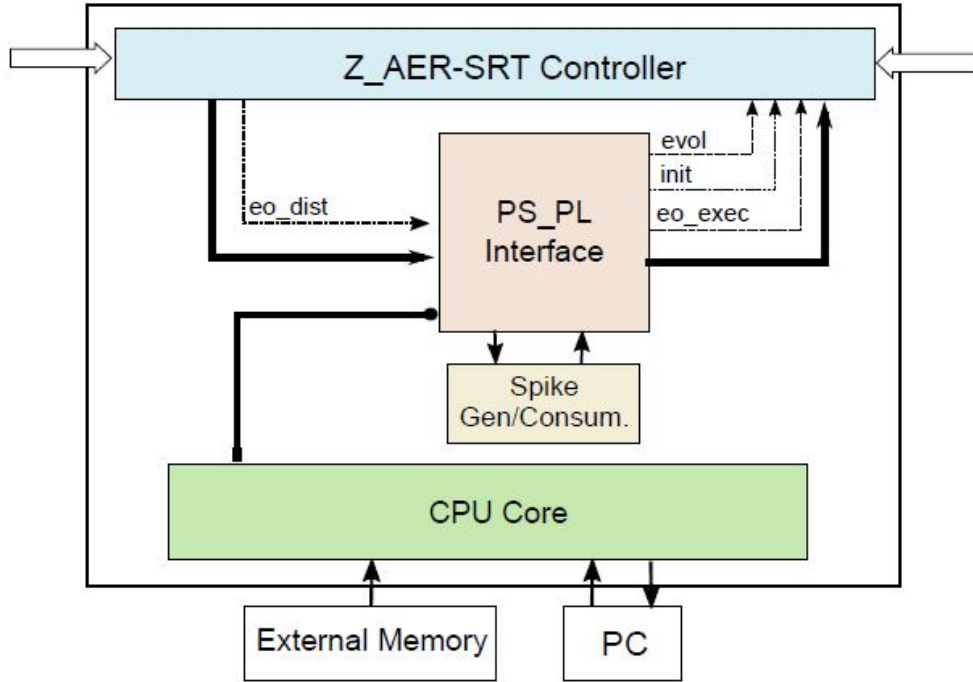 Z_AER-SRT Controller
evol
init
eo_dist
eo_exec
PS_PL
Interface
Spike
Gen/Consum.
CPU Core
External Memory
PC